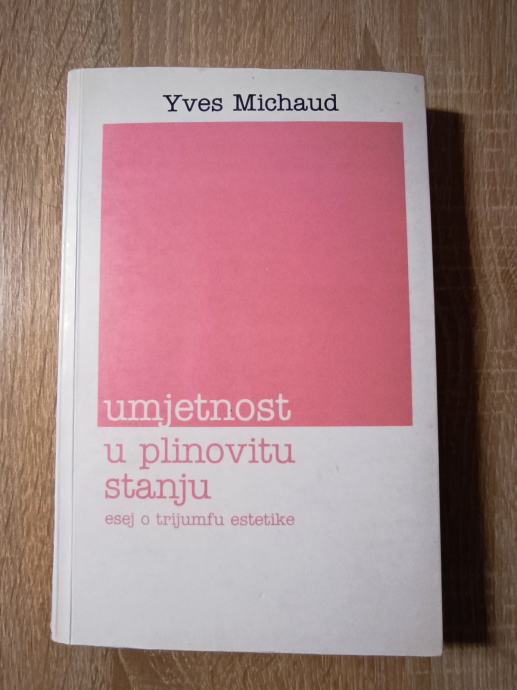 Yves Michaud
umjetnost
u plinovitu
stanju
esej o trijumfu estetike